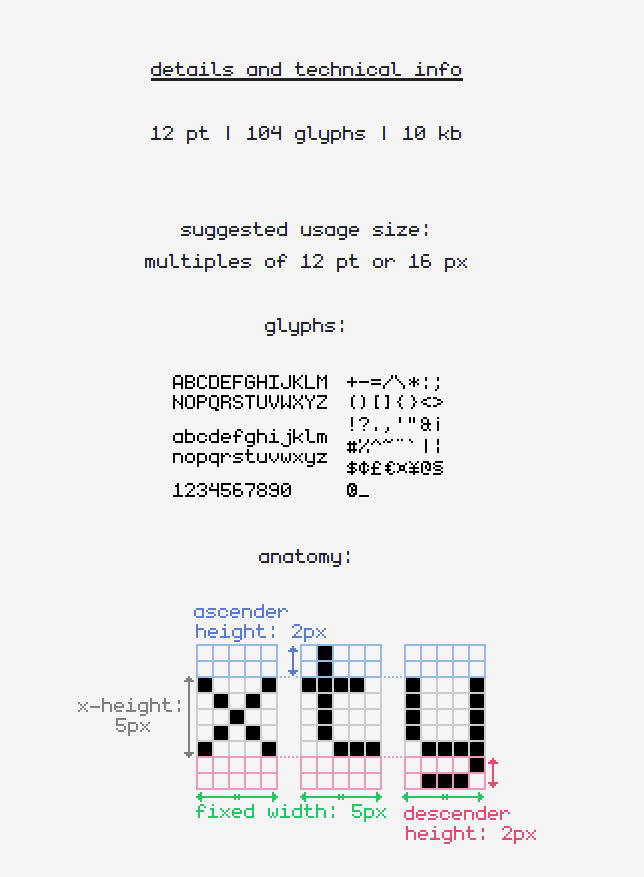 details and technical info
12 pt | 104 glyphs | 10 kb
suggested usage size:
multiples of 12 pt or 16 px
glyphs:
ABCDEFGHIJKLM
NOPQRSTUVWXYZ
abcdefghijklm
nopqrstuvwxyz
1234567890
+-=/\*:;
()[]{}<>
!?.,'"&¡
#%^~¨`|¦
$¢£€¤¥@§
0_
anatomy:
ascender
height: 2px
x-height:
5px
x t y
fixed width: 5px
descender
height: 2px